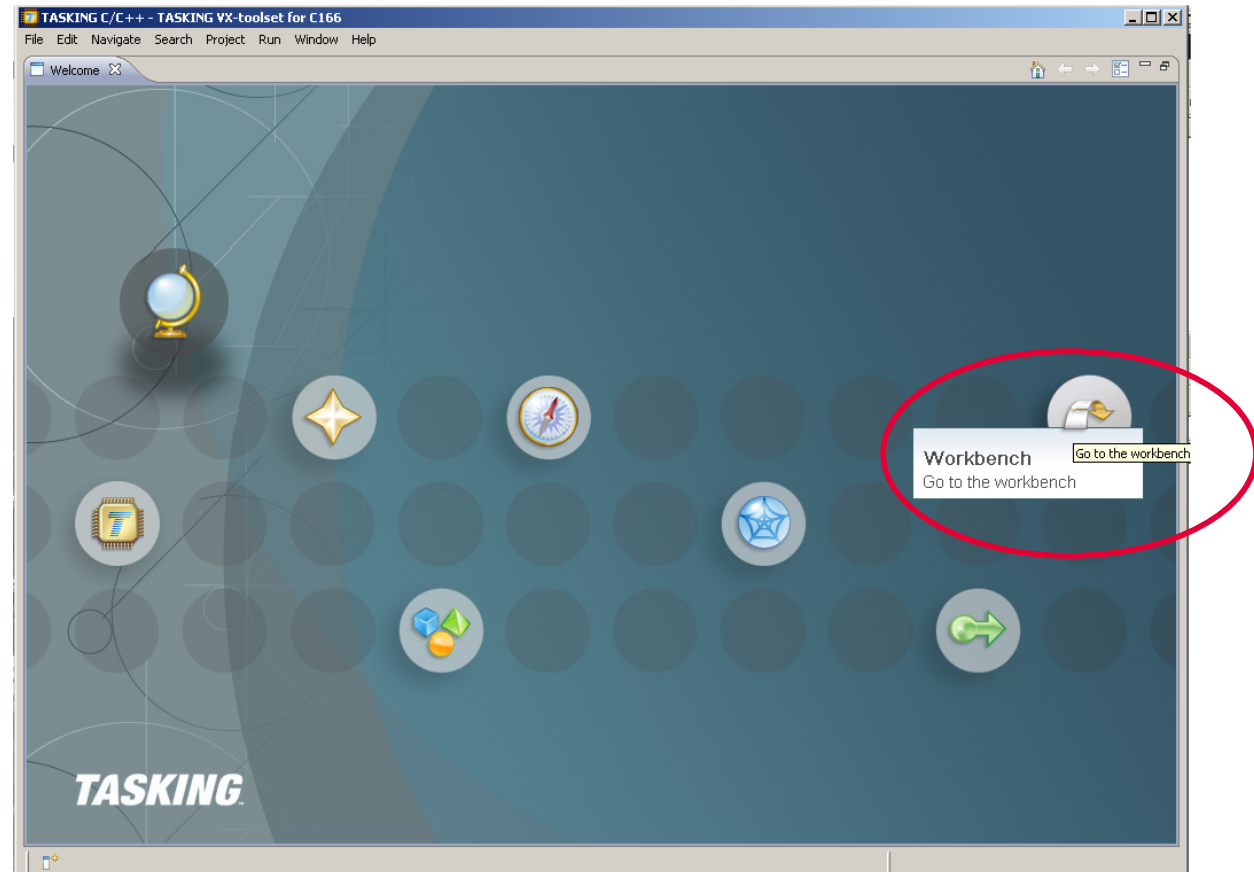 TASKING C/C++ - TASKING VX-toolset for C166
File Edit Navigate Search Project Run Window Help
Welcome
Workbench
Go to the workbench
Go to the workbench
T
TASKING